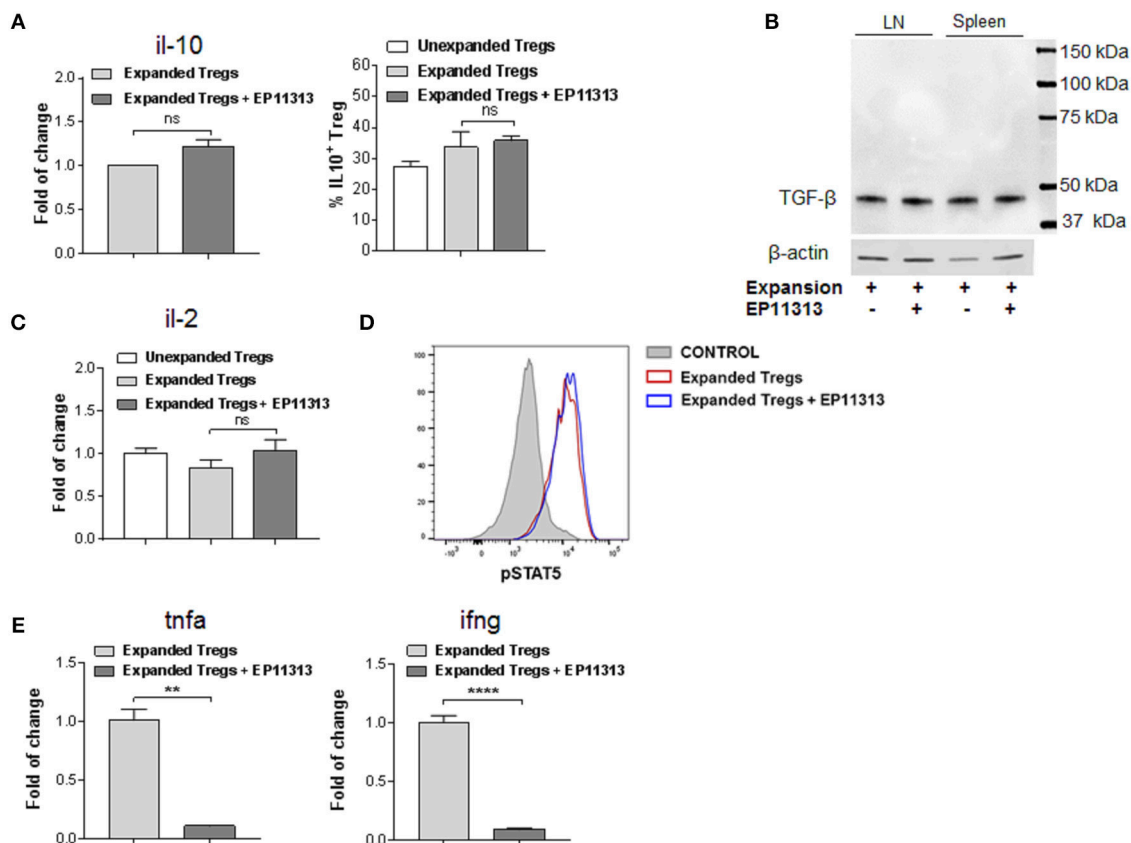 A
il-10
Expanded Tregs
Expanded Tregs + EP11313
ns
Fold of change
2.0
1.5
1.0
0.5
0.0
Unexpanded Tregs
Expanded Tregs
Expanded Tregs + EP11313
ns
% IL10+ Treg
60
50
40
30
20
10
0
B
LN Spleen
150 kDa
100 kDa
75 kDa
50 kDa
37 kDa
TGF-β
β-actin
Expansion + + + +
EP11313 - + - +
C
il-2
Unexpanded Tregs
Expanded Tregs
Expanded Tregs + EP11313
ns
Fold of change
2.0
1.5
1.0
0.5
0.0
D
CONTROL
Expanded Tregs
Expanded Tregs + EP11313
100
80
60
40
20
0
-10³ 0 10³ 10⁴ 10⁵
pSTAT5
E
tnfa
Expanded Tregs
Expanded Tregs + EP11313
**
Fold of change
1.5
1.0
0.5
0.0
ifng
Expanded Tregs
Expanded Tregs + EP11313
****
Fold of change
1.5
1.0
0.5
0.0